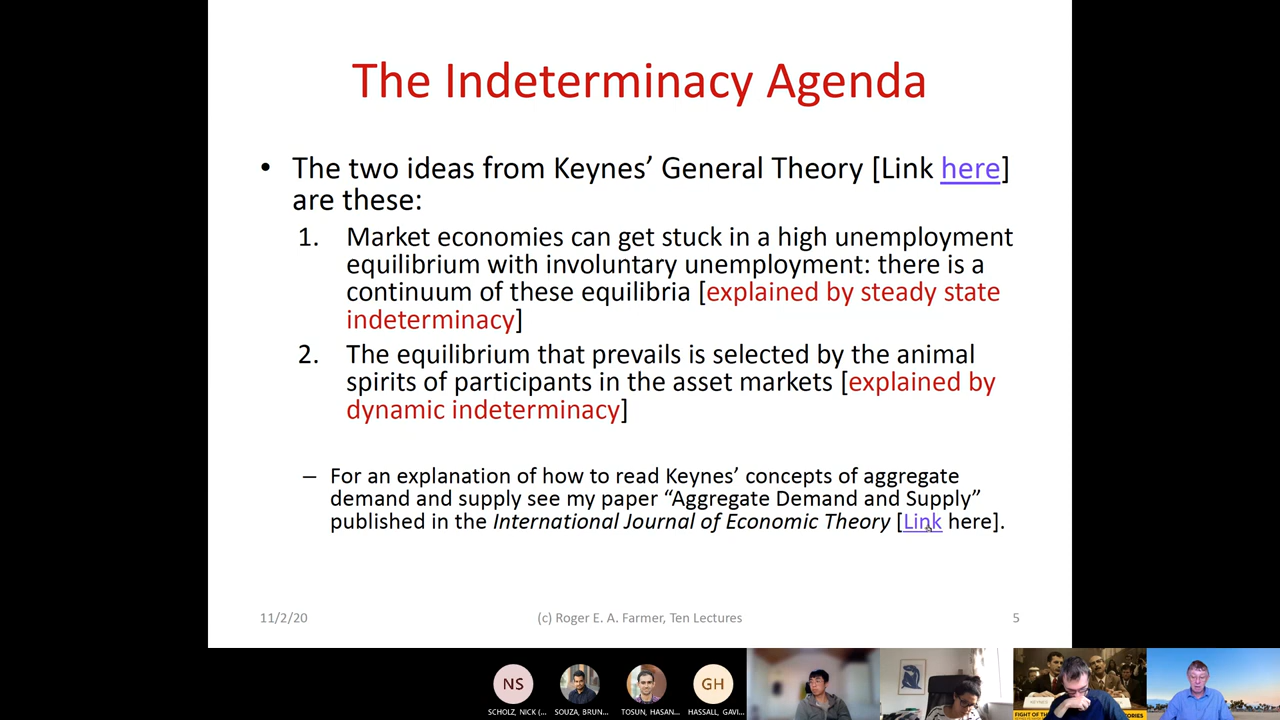 The Indeterminacy Agenda
• The two ideas from Keynes’ General Theory [Link here]
are these:
1. Market economies can get stuck in a high unemployment
equilibrium with involuntary unemployment: there is a
continuum of these equilibria [explained by steady state
indeterminacy]
2. The equilibrium that prevails is selected by the animal
spirits of participants in the asset markets [explained by
dynamic indeterminacy]
– For an explanation of how to read Keynes’ concepts of aggregate
demand and supply see my paper “Aggregate Demand and Supply”
published in the International Journal of Economic Theory [Link here].
11/2/20
(c) Roger E. A. Farmer, Ten Lectures
5
NS
GH
SCHOLZ, NICK (...
SOUZA, BRUN...
TOSUN, HASAN...
HASSALL, GAVI...
FIGHT OF TH